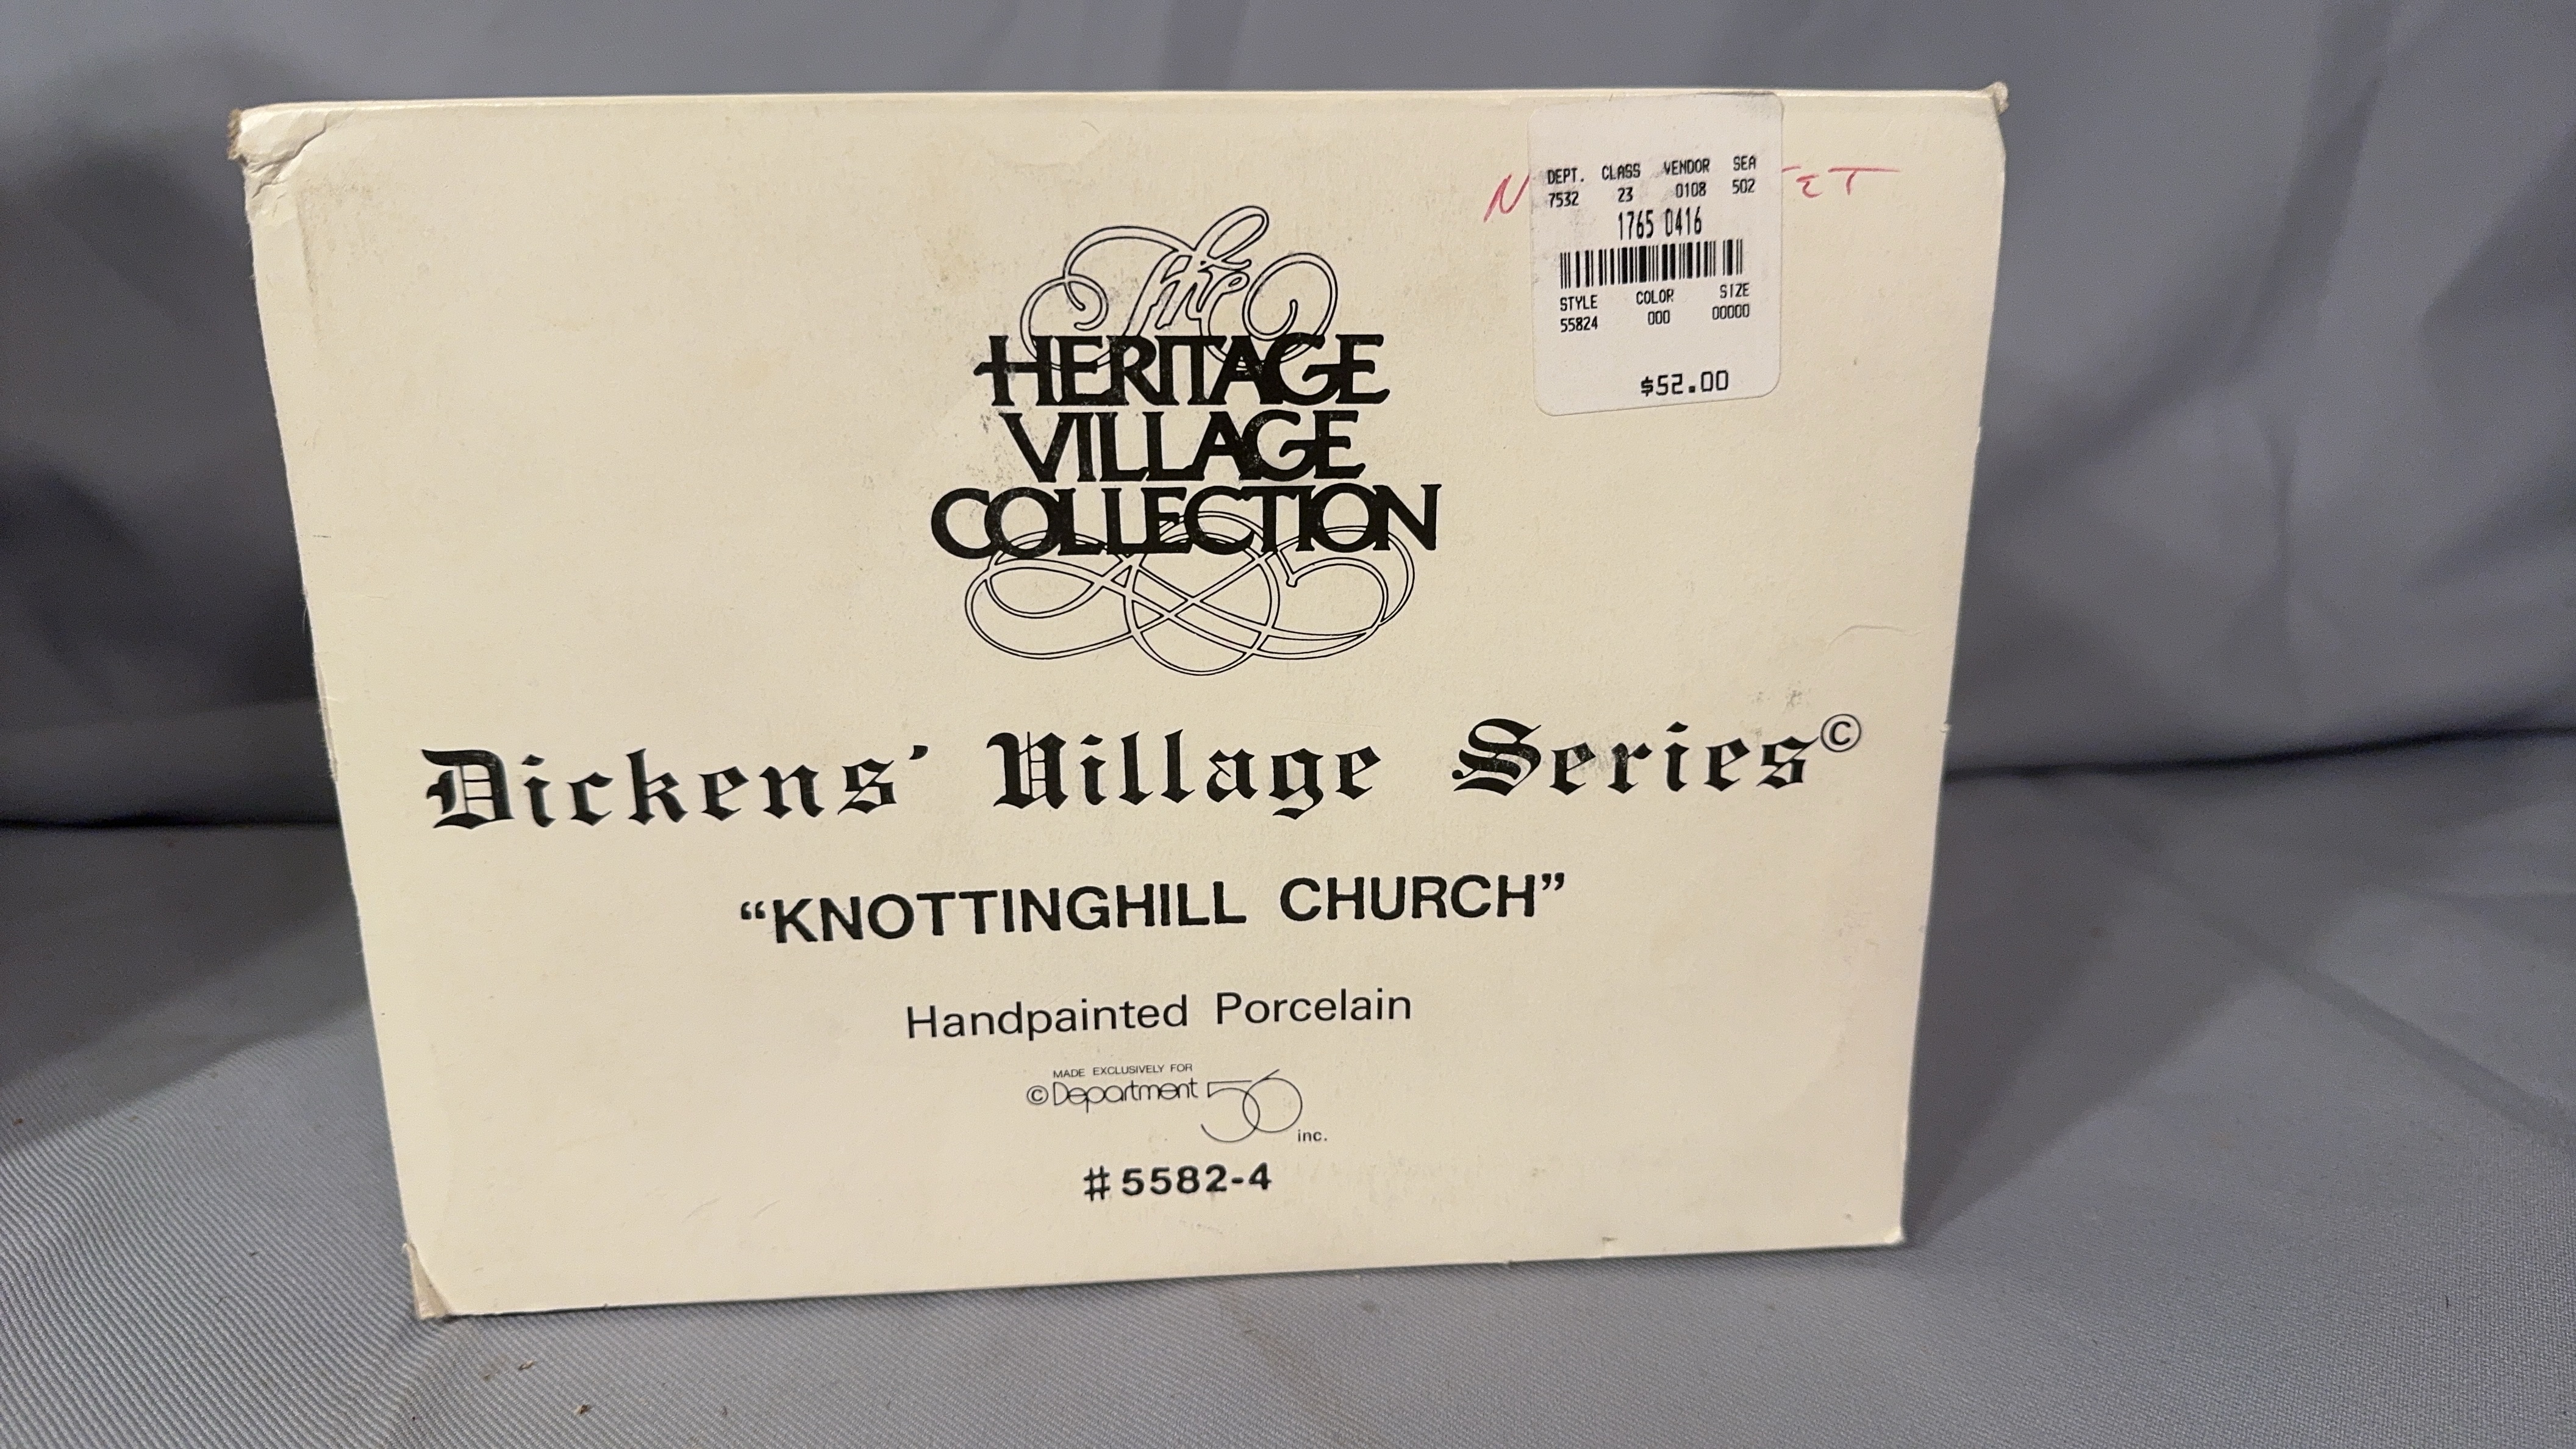 The
HERITAGE
VILLAGE
COLLECTION
DEPT. CLASS VENDOR SEA
7532 23 0108 502
1765 0416
STYLE COLOR SIZE
55824 000 00000
$52.00
Dickens' Village Series©
“KNOTTINGHILL CHURCH”
Handpainted Porcelain
MADE EXCLUSIVELY FOR
©Department 56 inc.
#5582-4